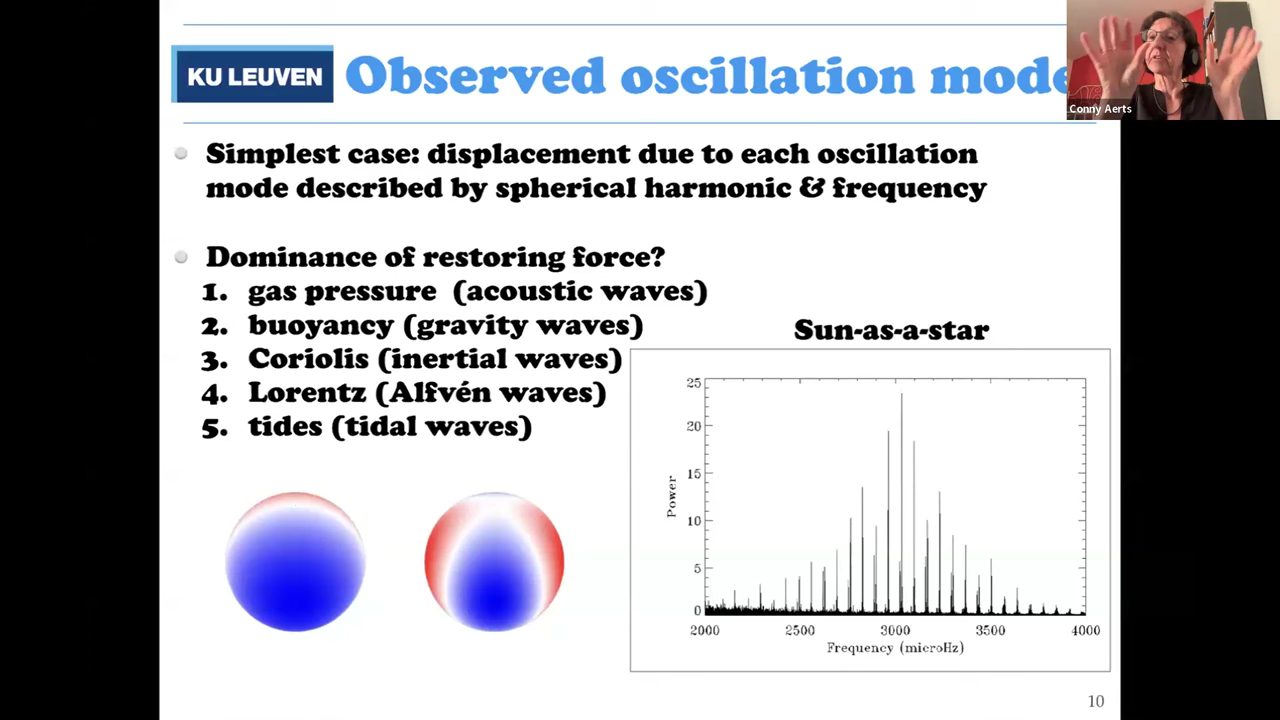 KU LEUVEN
Observed oscillation mode
Conny Aerts
Simplest case: displacement due to each oscillation
mode described by spherical harmonic & frequency
Dominance of restoring force?
1. gas pressure (acoustic waves)
2. buoyancy (gravity waves)
3. Coriolis (inertial waves)
4. Lorentz (Alfvén waves)
5. tides (tidal waves)
Sun-as-a-star
25
20
15
10
5
0
Power
2000 2500 3000 3500 4000
Frequency (microHz)
10